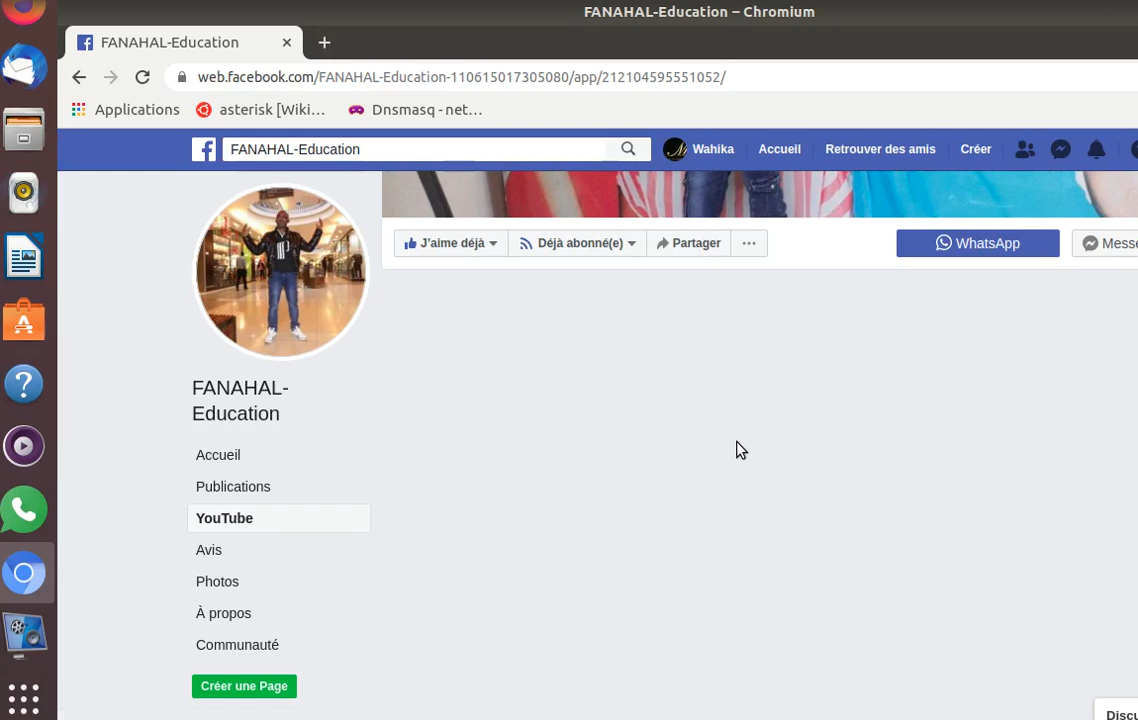 FANAHAL-Education – Chromium
FANAHAL-Education
web.facebook.com/FANAHAL-Education-110615017305080/app/212104595551052/
Applications asterisk [Wiki... Dnsmasq - net...
FANAHAL-Education Wahika Accueil Retrouver des amis Créer
J'aime déjà Déjà abonné(e) Partager WhatsApp Messe
FANAHAL-
Education
Accueil
Publications
YouTube
Avis
Photos
À propos
Communauté
Créer une Page
Discu